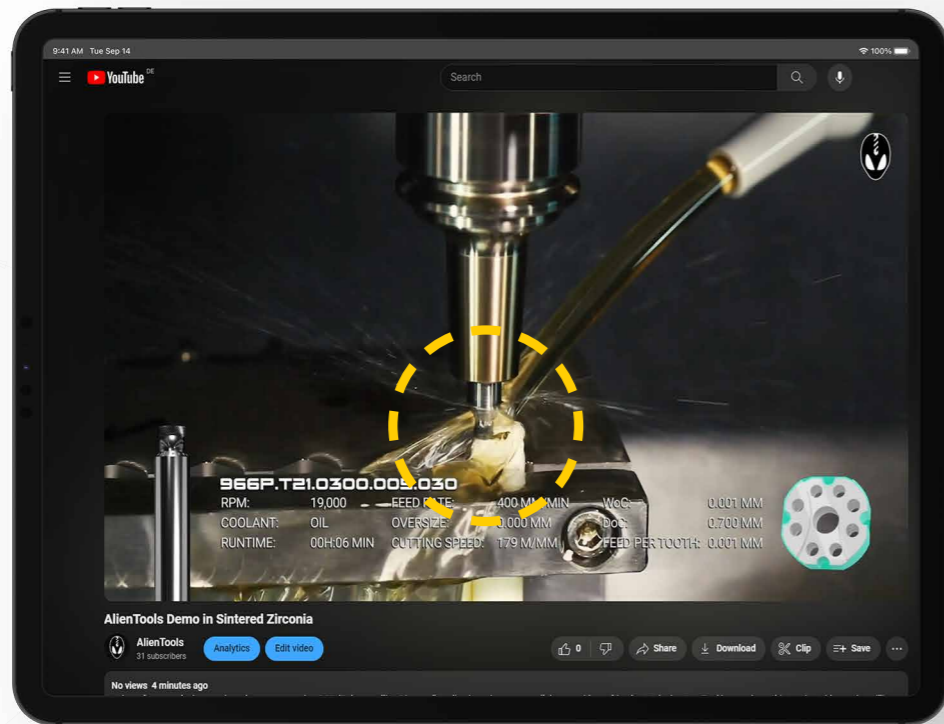 9:41 AM Tue Sep 14
100%
YouTube DE
Search
966P.T21.0300.005.030
RPM: 19,000 FEED RATE: 400 MM/MIN WoC: 0.001 MM
COOLANT: OIL OVERSIZE: 0.000 MM DoC: 0.700 MM
RUNTIME: 00H:06 MIN CUTTING SPEED: 179 M/MM FEED PER TOOTH: 0.001 MM
AlienTools Demo in Sintered Zirconia
AlienTools
31 subscribers
Analytics
Edit video
0
Share
Download
Clip
Save
No views 4 minutes ago